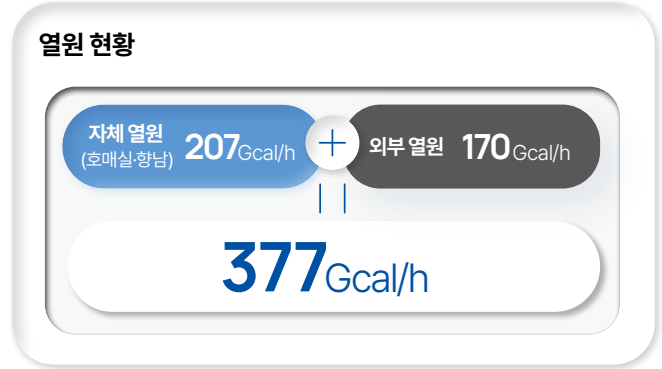 열원 현황
자체 열원
(호매실·향남)
207Gcal/h
+
외부 열원 170Gcal/h
377Gcal/h